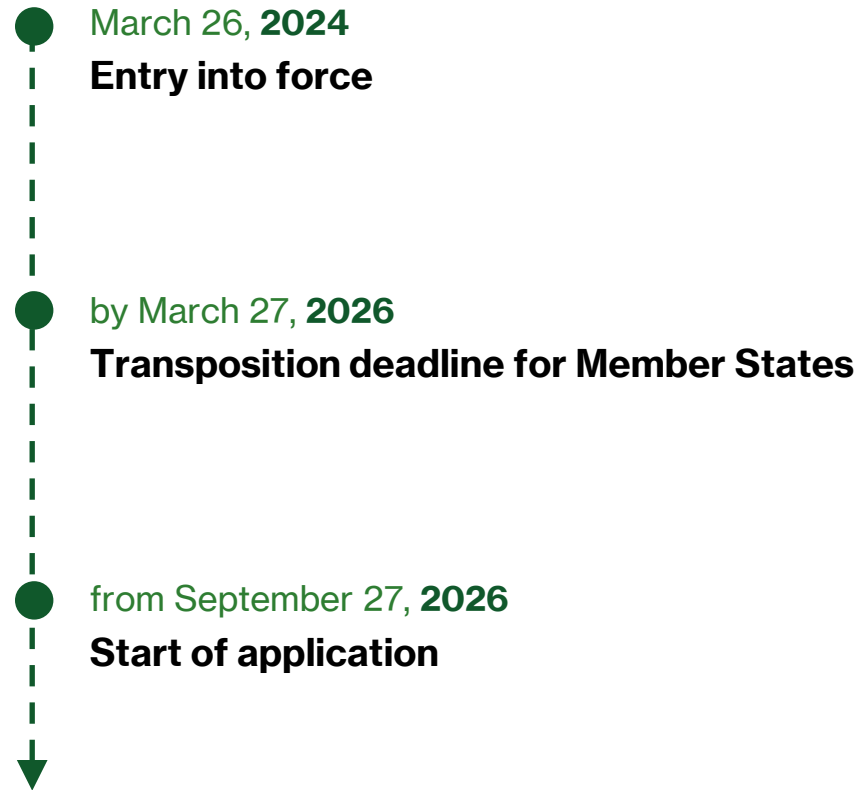 March 26, 2024
Entry into force
by March 27, 2026
Transposition deadline for Member States
from September 27, 2026
Start of application